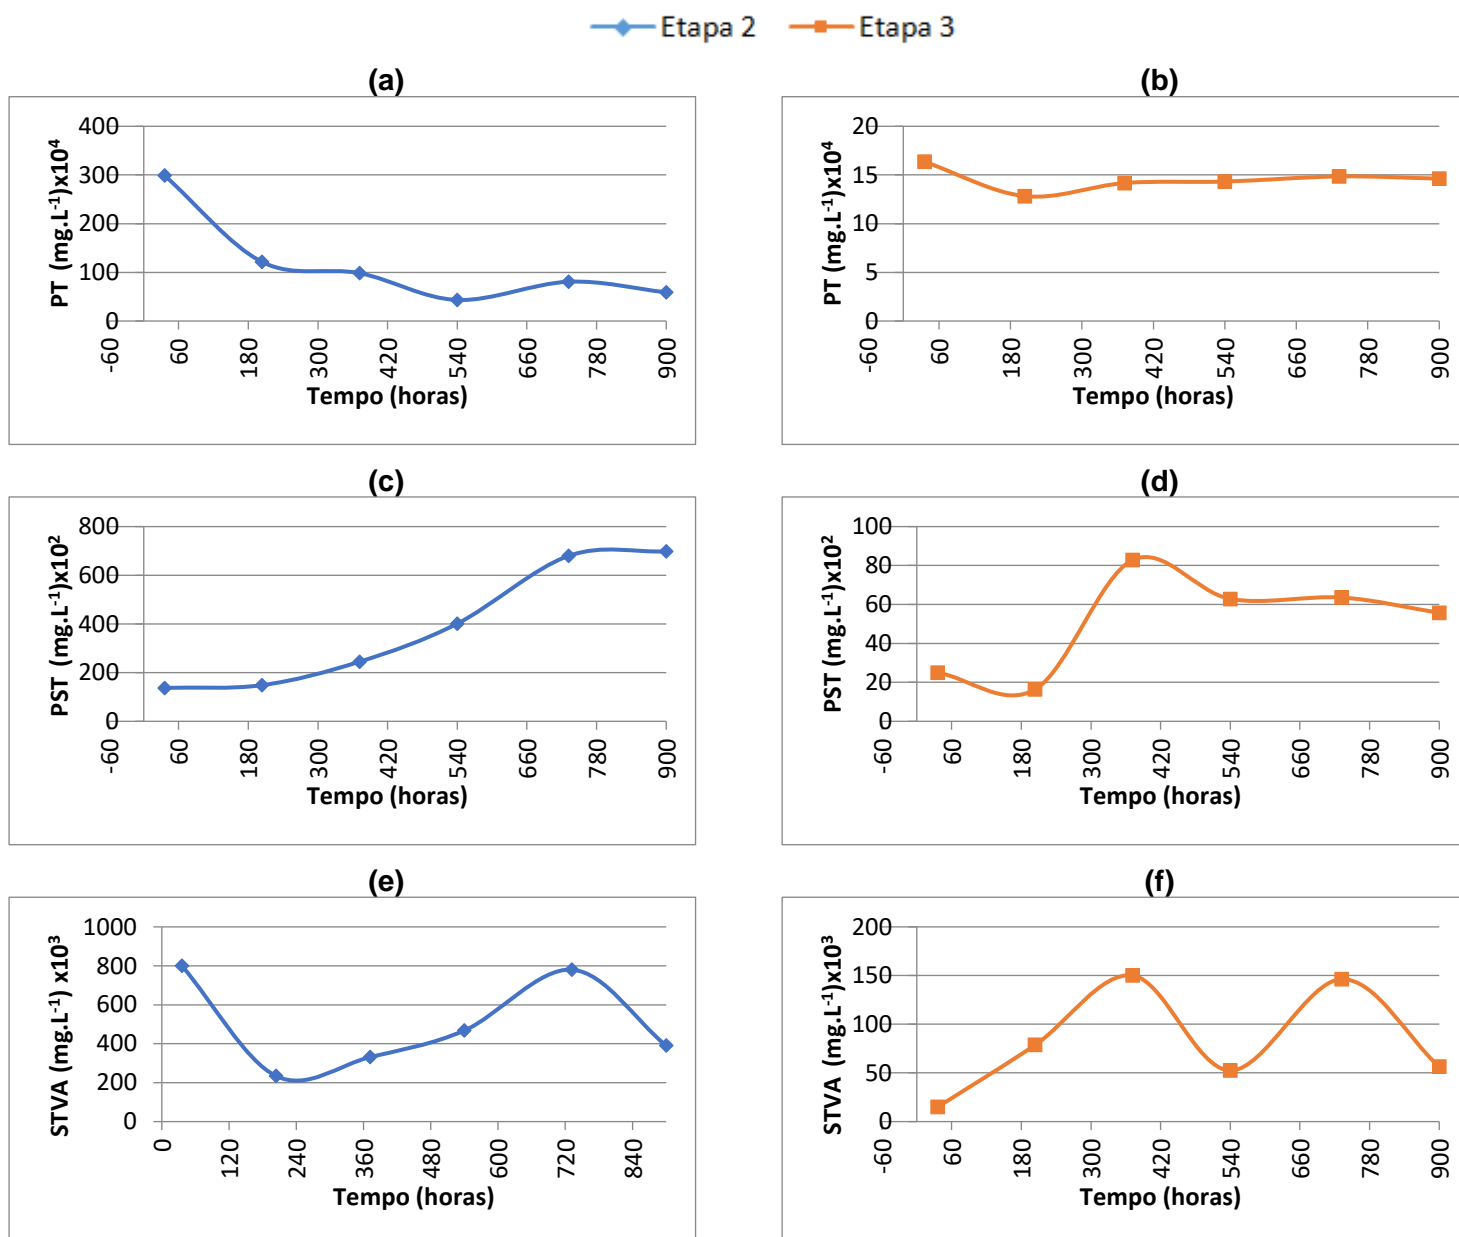 Etapa 2 Etapa 3
(a)
PT (mg.L⁻¹)x10⁴
400
300
200
100
0
-60 60 180 300 420 540 660 780 900
Tempo (horas)
(b)
PT (mg.L⁻¹)x10⁴
20
15
10
5
0
-60 60 180 300 420 540 660 780 900
Tempo (horas)
(c)
PST (mg.L⁻¹)x10²
800
600
400
200
0
-60 60 180 300 420 540 660 780 900
Tempo (horas)
(d)
PST (mg.L⁻¹)x10²
100
80
60
40
20
0
-60 60 180 300 420 540 660 780 900
Tempo (horas)
(e)
STVA (mg.L⁻¹) x10³
1000
800
600
400
200
0
0 120 240 360 480 600 720 840
Tempo (horas)
(f)
STVA (mg.L⁻¹)x10³
200
150
100
50
0
-60 60 180 300 420 540 660 780 900
Tempo (horas)